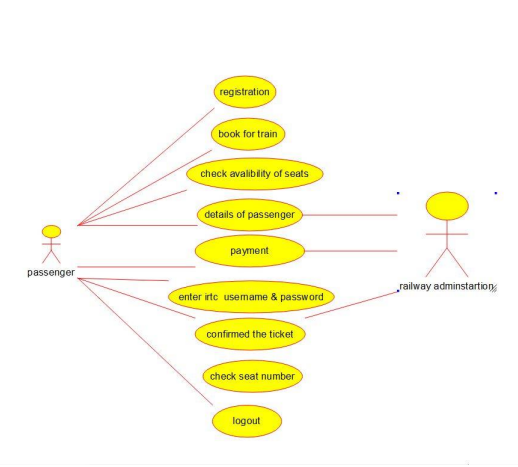 registration
book for train
check avalibility of seats
details of passenger
payment
passenger
railway adminstartion
enter irtc username & password
confirmed the ticket
check seat number
logout